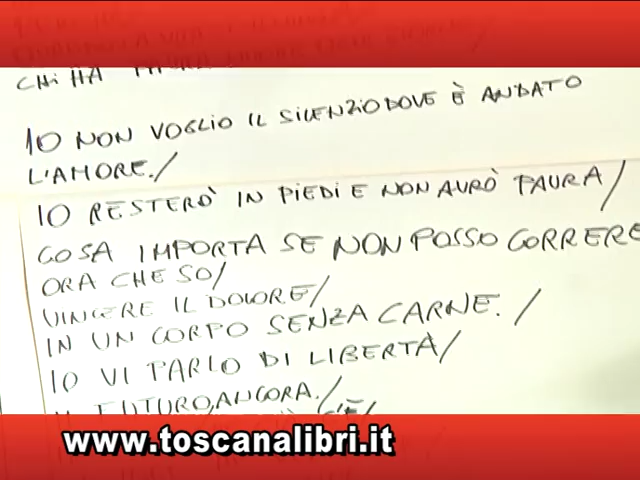 CHI HA PAURA
IO NON VOGLIO IL SILENZIO DOVE È ANDATO
L'AMORE./
IO RESTERÒ IN PIEDI E NON AVRÒ PAURA/
COSA IMPORTA SE NON POSSO CORRERE
ORA CHE SO/
VINCERE IL DOLORE/
IN UN CORPO SENZA CARNE./
IO VI PARLO DI LIBERTÀ/
FUTURO, ANCORA./
www.toscanalibri.it